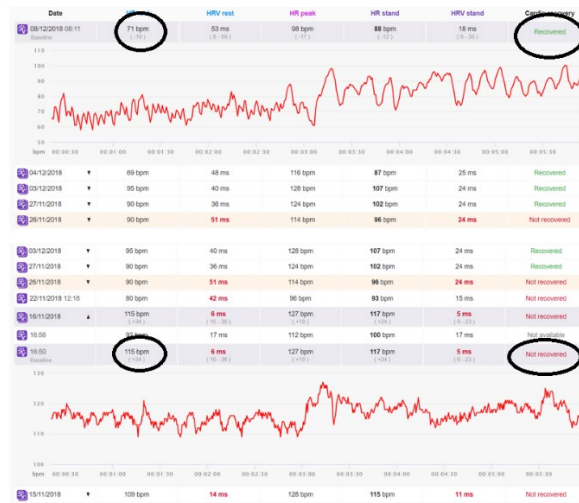 Date HRV rest HR peak HR stand HRV stand Cardio recovery
08/12/2018 08:11 71 bpm 53 ms 98 bpm 88 bpm 18 ms Recovered
Baseline
110
100
90
80
70
60
50
bpm 00:00:30 00:01:00 00:01:30 00:02:00 00:02:30 00:03:00 00:03:30 00:04:00 00:04:30 00:05:00 00:05:30
04/12/2018 69 bpm 48 ms 116 bpm 87 bpm 25 ms Recovered
03/12/2018 95 bpm 40 ms 128 bpm 107 bpm 24 ms Recovered
27/11/2018 90 bpm 36 ms 124 bpm 102 bpm 24 ms Recovered
26/11/2018 90 bpm 51 ms 114 bpm 96 bpm 24 ms Not recovered
03/12/2018 95 bpm 40 ms 128 bpm 107 bpm 24 ms Recovered
27/11/2018 90 bpm 36 ms 124 bpm 102 bpm 24 ms Recovered
26/11/2018 90 bpm 51 ms 114 bpm 96 bpm 24 ms Not recovered
22/11/2018 12:16 80 bpm 42 ms 96 bpm 93 bpm 15 ms Not recovered
16/11/2018 115 bpm 6 ms 127 bpm 117 bpm 5 ms Not recovered
16:56 bpm 17 ms 112 bpm 100 bpm 17 ms Not available
16:50 115 bpm 6 ms 127 bpm 117 bpm 5 ms Not recovered
Baseline
130
120
110
100
bpm 00:00:30 00:01:00 00:01:30 00:02:00 00:02:30 00:03:00 00:03:30 00:04:00 00:04:30 00:05:00 00:05:30
15/11/2018 109 bpm 14 ms 128 bpm 115 bpm 11 ms Not recovered